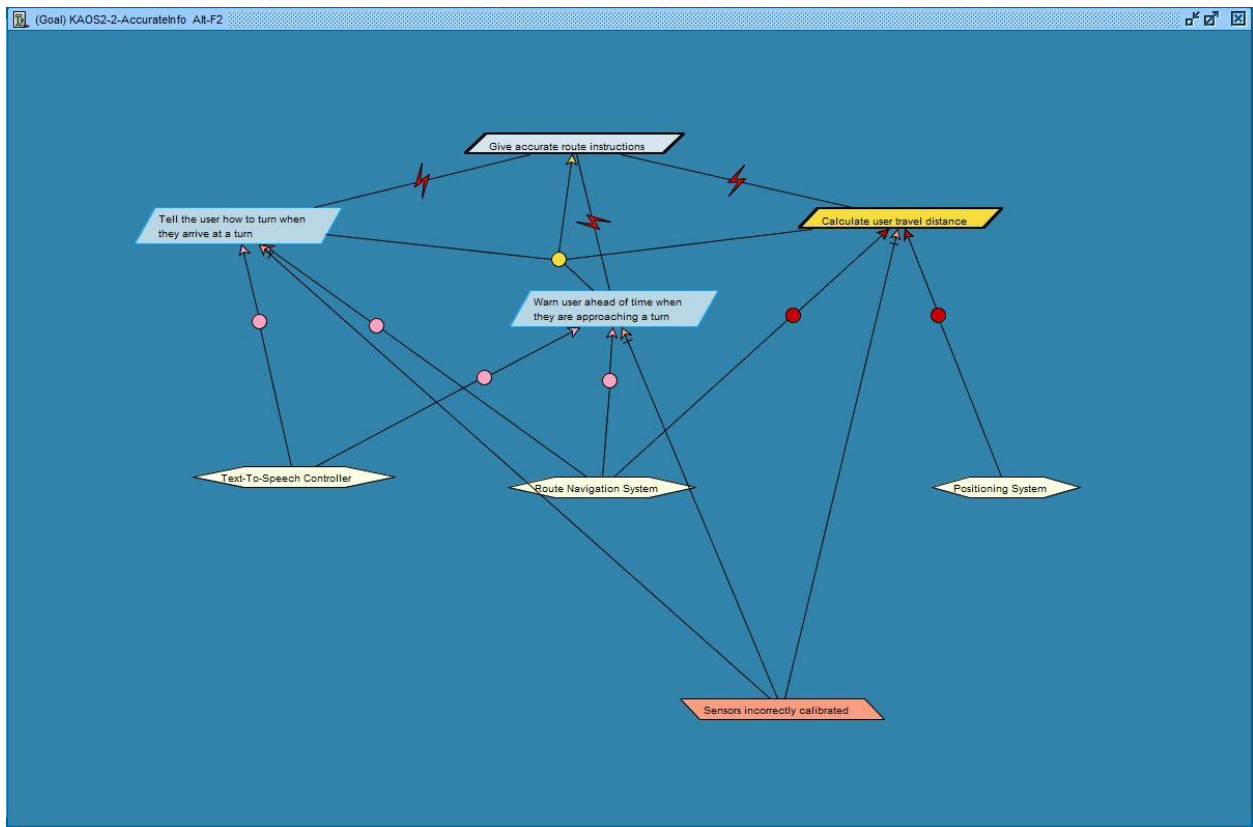 (Goal) KAOS2-2-AccurateInfo Alt-F2
Give accurate route instructions
Tell the user how to turn when
they arrive at a turn
Calculate user travel distance
Warn user ahead of time when
they are approaching a turn
Text-To-Speech Controller
Route Navigation System
Positioning System
Sensors incorrectly calibrated